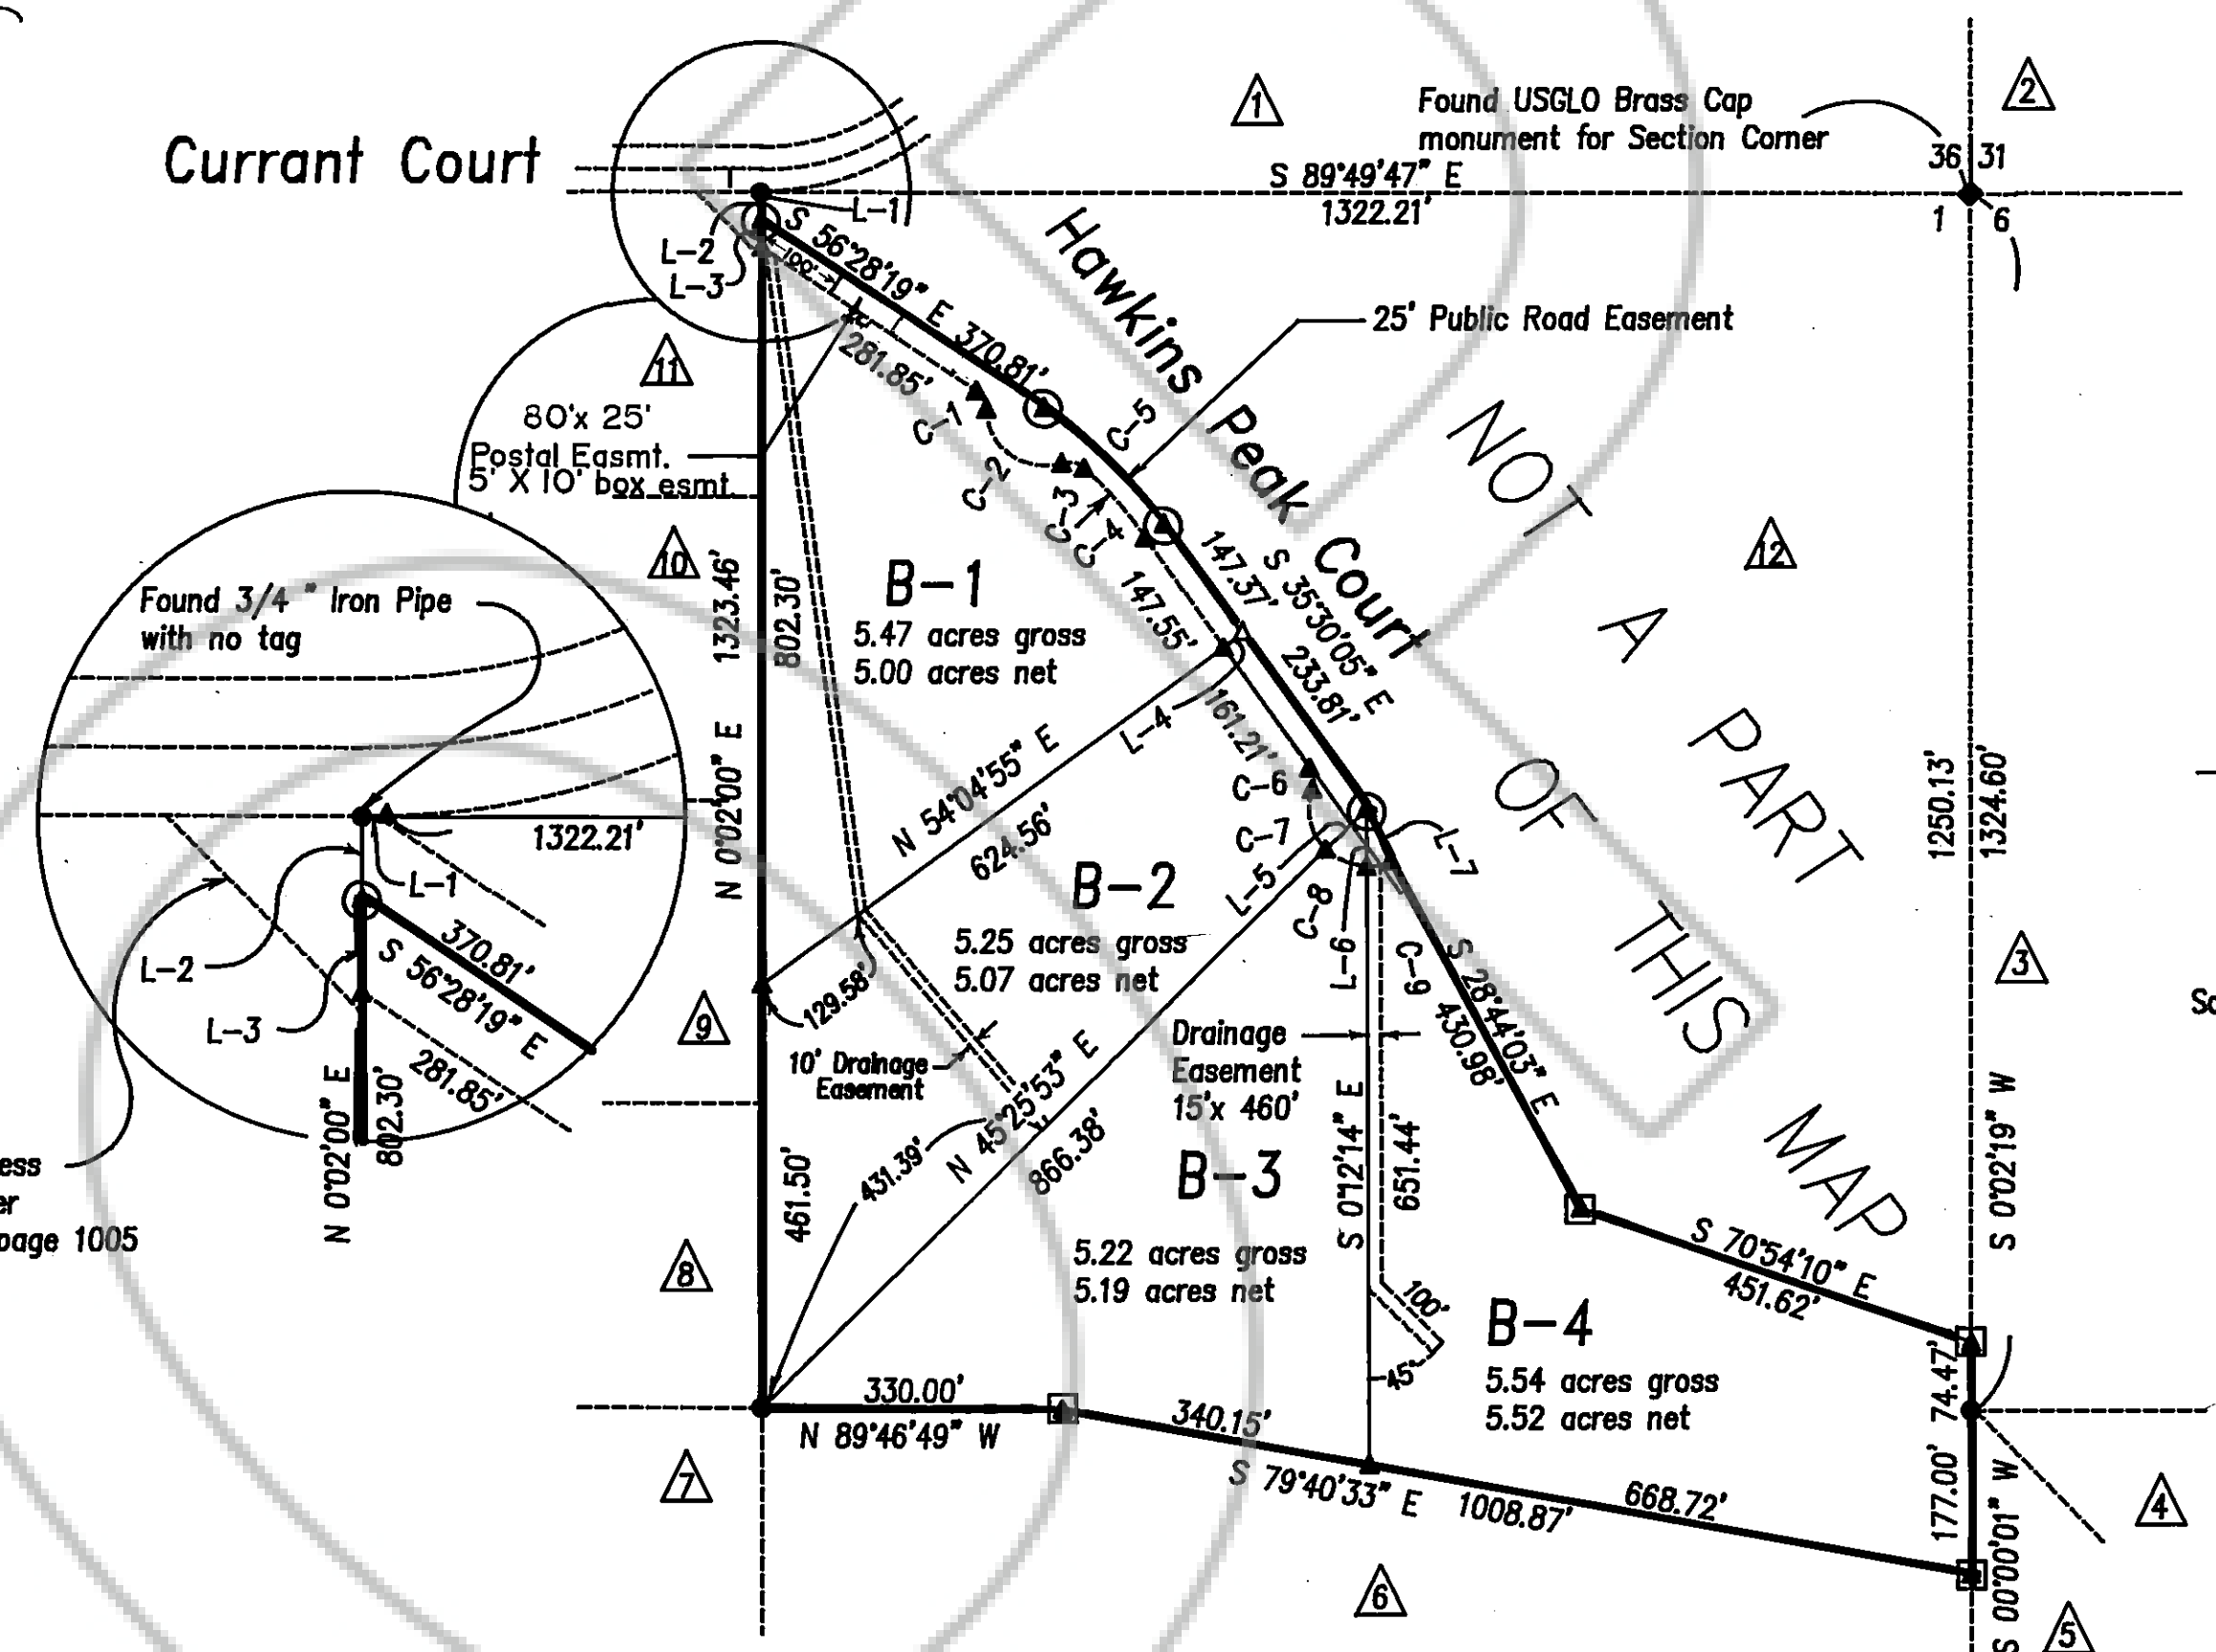 Currant Court
Found USGLO Brass Cap
monument for Section Corner
36 31
1 6
1
2
S 89°49'47" E
1322.21'
L-1
L-2
L-3
S 56°28'19" E 370.81'
100'
281.85'
Hawkins Peak Court
25' Public Road Easement
11
80'x 25'
Postal Easmt.
5' X 10' box esmt.
C-1
C-2
C-3
C-4
C-5
NOT A PART OF THIS MAP
12
10
Found 3/4 " Iron Pipe
with no tag
1322.21'
L-1
L-2
L-3
370.81'
S 56°28'19" E
281.85'
N 0°02'00" E
802.30'
ess
er
page 1005
1323.46'
802.30'
N 0°02'00" E
B-1
5.47 acres gross
5.00 acres net
147.55'
147.37'
S 35°30'05" E
233.81'
161.21'
L-4
N 54°04'55" E
624.56'
C-6
C-7
L-5
C-8
L-6
L-7
C-9
B-2
5.25 acres gross
5.07 acres net
9
129.58'
10' Drainage
Easement
N 45°25'53" E
866.38'
431.39'
461.50'
Drainage
Easement
15'x 460'
S 0°12'14" E
651.44'
S 28°44'03" E
430.98'
1250.13'
1324.60'
S 0°02'19" W
3
B-3
5.22 acres gross
5.19 acres net
8
100'
45'
B-4
5.54 acres gross
5.52 acres net
S 70°54'10" E
451.62'
74.47'
177.00'
S 00°00'01" W
330.00'
N 89°46'49" W
340.15'
S 79°40'33" E 1008.87'
668.72'
7
6
4
5